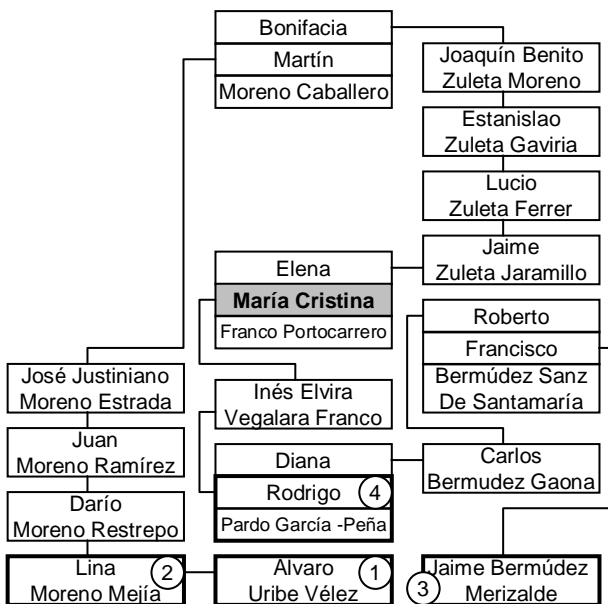 Bonifacia
Martín
Moreno Caballero
Joaquín Benito
Zuleta Moreno
Estanislao
Zuleta Gaviria
Lucio
Zuleta Ferrer
Jaime
Zuleta Jaramillo
Elena
María Cristina
Franco Portocarrero
Roberto
Francisco
Bermúdez Sanz
De Santamaría
José Justiniano
Moreno Estrada
Inés Elvira
Vegalara Franco
Juan
Moreno Ramírez
Diana
Rodrigo 4
Pardo García -Peña
Carlos
Bermudez Gaona
Darío
Moreno Restrepo
Lina 2
Moreno Mejía
Alvaro 1
Uribe Vélez
3 Jaime Bermúdez
Merizalde